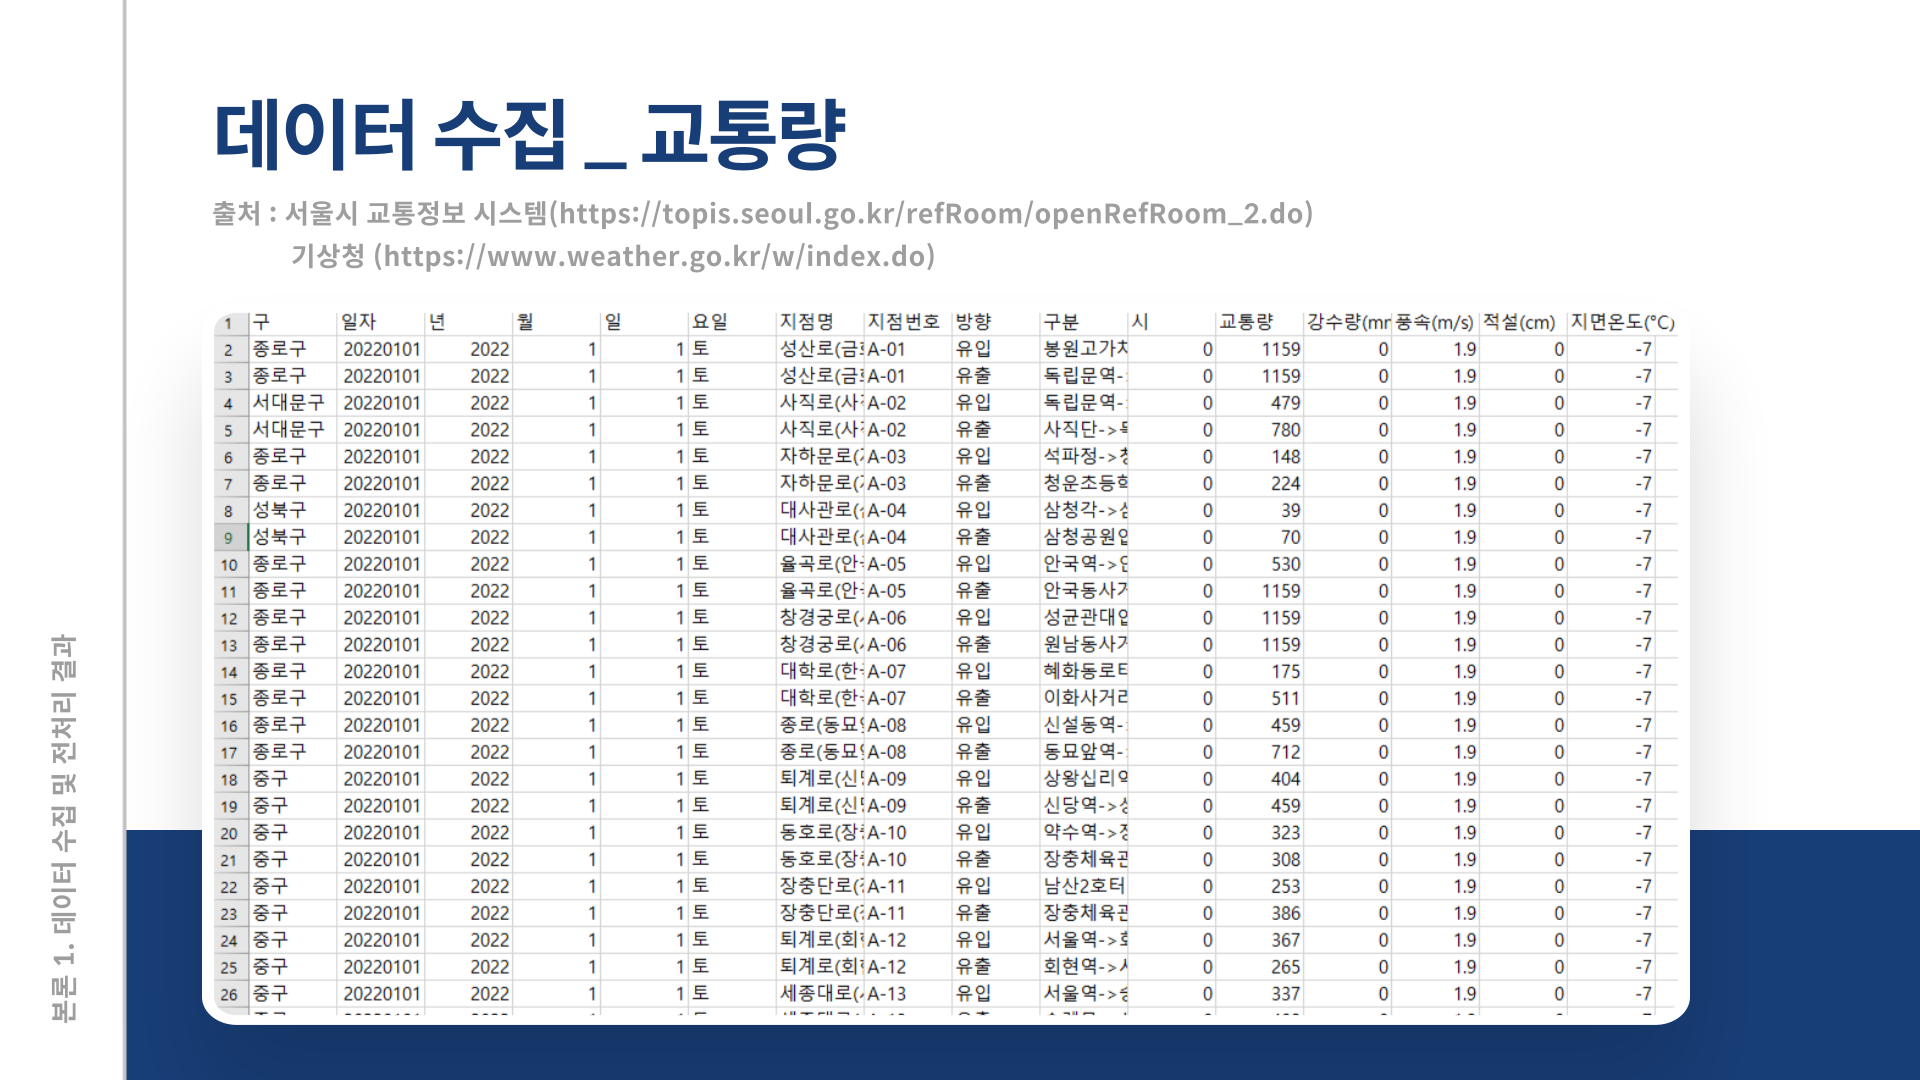 데이터 수집 _ 교통량
출처 : 서울시 교통정보 시스템(https://topis.seoul.go.kr/refRoom/openRefRoom_2.do)
기상청 (https://www.weather.go.kr/w/index.do)
1 구 일자 년 월 일 요일 지점명 지점번호 방향 구분 시 교통량 강수량(mm 풍속(m/s) 적설(cm) 지면온도(°C)
2 종로구 20220101 2022 1 1 토 성산로(금 A-01 유입 봉원고가차 0 1159 0 1.9 0 -7
3 종로구 20220101 2022 1 1 토 성산로(금 A-01 유출 독립문역- 0 1159 0 1.9 0 -7
4 서대문구 20220101 2022 1 1 토 사직로(사 A-02 유입 독립문역- 0 479 0 1.9 0 -7
5 서대문구 20220101 2022 1 1 토 사직로(사 A-02 유출 사직단-> 0 780 0 1.9 0 -7
6 종로구 20220101 2022 1 1 토 자하문로( A-03 유입 석파정-> 0 148 0 1.9 0 -7
7 종로구 20220101 2022 1 1 토 자하문로( A-03 유출 청운초등학 0 224 0 1.9 0 -7
8 성북구 20220101 2022 1 1 토 대사관로( A-04 유입 삼청각-> 0 39 0 1.9 0 -7
9 성북구 20220101 2022 1 1 토 대사관로( A-04 유출 삼청공원입 0 70 0 1.9 0 -7
10 종로구 20220101 2022 1 1 토 율곡로(안 A-05 유입 안국역-> 0 530 0 1.9 0 -7
11 종로구 20220101 2022 1 1 토 율곡로(안 A-05 유출 안국동사거 0 1159 0 1.9 0 -7
12 종로구 20220101 2022 1 1 토 창경궁로( A-06 유입 성균관대입 0 1159 0 1.9 0 -7
13 종로구 20220101 2022 1 1 토 창경궁로( A-06 유출 원남동사거 0 1159 0 1.9 0 -7
14 종로구 20220101 2022 1 1 토 대학로(한 A-07 유입 혜화동로터 0 175 0 1.9 0 -7
15 종로구 20220101 2022 1 1 토 대학로(한 A-07 유출 이화사거리 0 511 0 1.9 0 -7
16 종로구 20220101 2022 1 1 토 종로(동묘 A-08 유입 신설동역- 0 459 0 1.9 0 -7
17 종로구 20220101 2022 1 1 토 종로(동묘 A-08 유출 동묘앞역- 0 712 0 1.9 0 -7
18 중구 20220101 2022 1 1 토 퇴계로(신 A-09 유입 상왕십리역 0 404 0 1.9 0 -7
19 중구 20220101 2022 1 1 토 퇴계로(신 A-09 유출 신당역-> 0 459 0 1.9 0 -7
20 중구 20220101 2022 1 1 토 동호로(장 A-10 유입 약수역-> 0 323 0 1.9 0 -7
21 중구 20220101 2022 1 1 토 동호로(장 A-10 유출 장충체육관 0 308 0 1.9 0 -7
22 중구 20220101 2022 1 1 토 장충단로( A-11 유입 남산2호터 0 253 0 1.9 0 -7
23 중구 20220101 2022 1 1 토 장충단로( A-11 유출 장충체육관 0 386 0 1.9 0 -7
24 중구 20220101 2022 1 1 토 퇴계로(회 A-12 유입 서울역-> 0 367 0 1.9 0 -7
25 중구 20220101 2022 1 1 토 퇴계로(회 A-12 유출 회현역-> 0 265 0 1.9 0 -7
26 중구 20220101 2022 1 1 토 세종대로( A-13 유입 서울역-> 0 337 0 1.9 0 -7
본론 1. 데이터 수집 및 전처리 결과